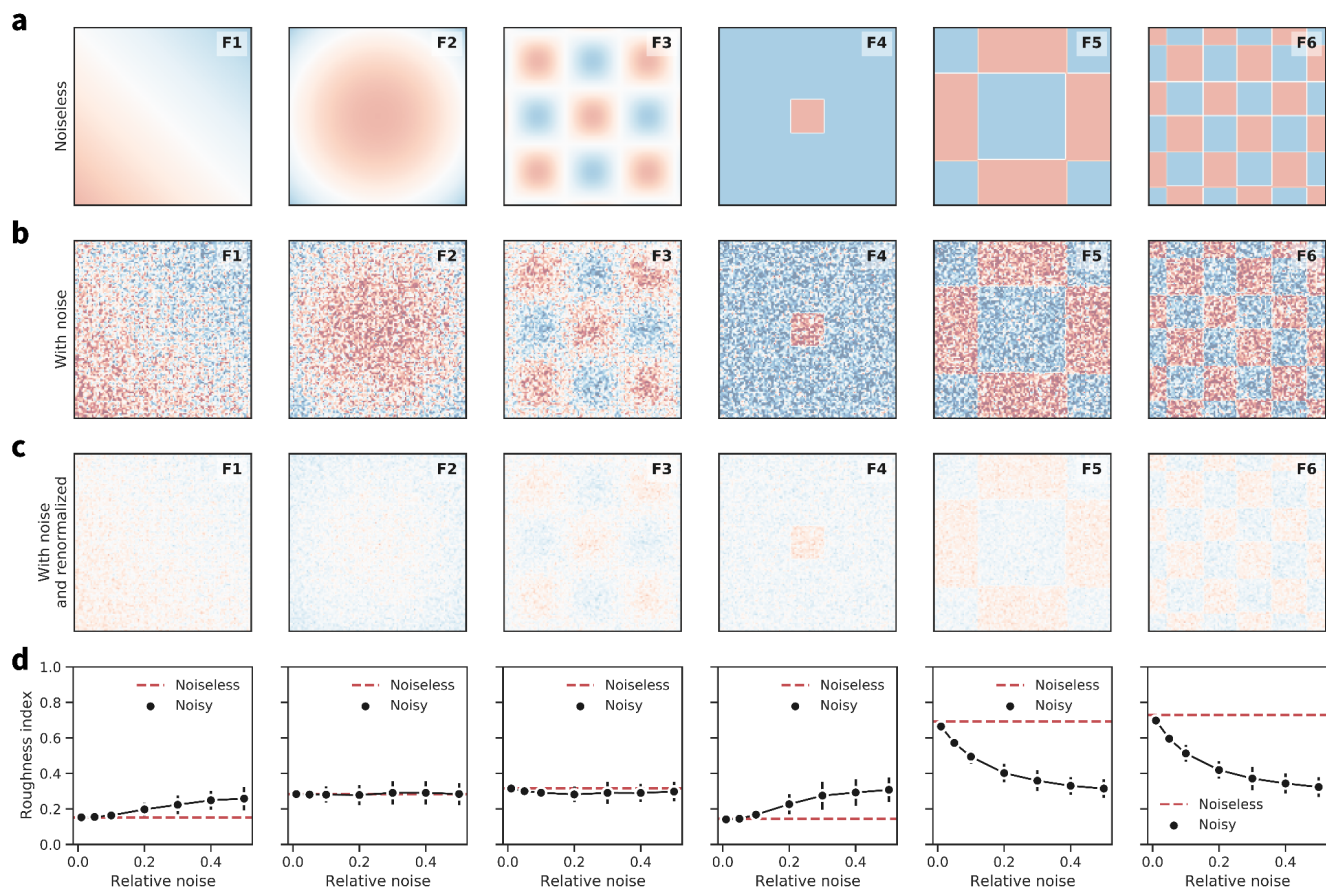 a
Noiseless
F1 F2 F3 F4 F5 F6
b
With noise
F1 F2 F3 F4 F5 F6
c
With noise
and renormalized
F1 F2 F3 F4 F5 F6
d
Roughness index
1.0
0.8
0.6
0.4
0.2
0.0
Noiseless
Noisy
Noiseless
Noisy
Noiseless
Noisy
Noiseless
Noisy
Noiseless
Noisy
Noiseless
Noisy
0.0 0.2 0.4
0.0 0.2 0.4
0.0 0.2 0.4
0.0 0.2 0.4
0.0 0.2 0.4
0.0 0.2 0.4
Relative noise
Relative noise
Relative noise
Relative noise
Relative noise
Relative noise